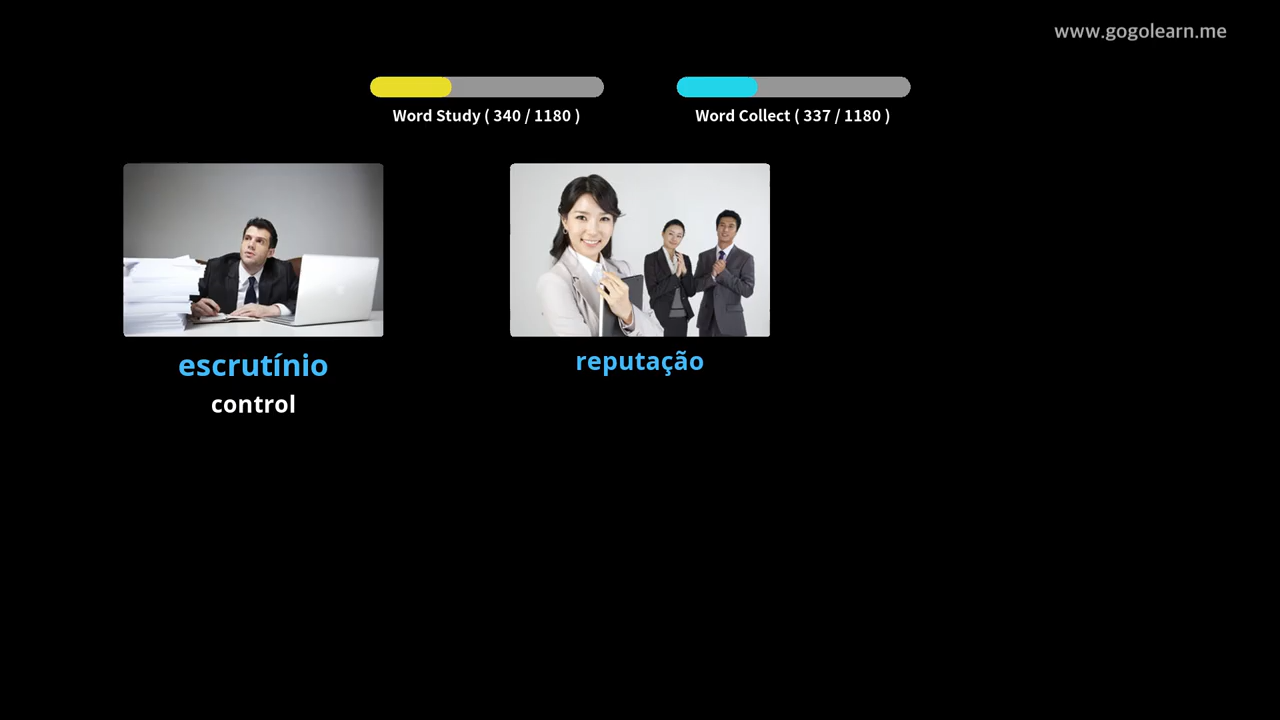 www.gogolearn.me
Word Study ( 340 / 1180 )
Word Collect ( 337 / 1180 )
escrutínio
control
reputação